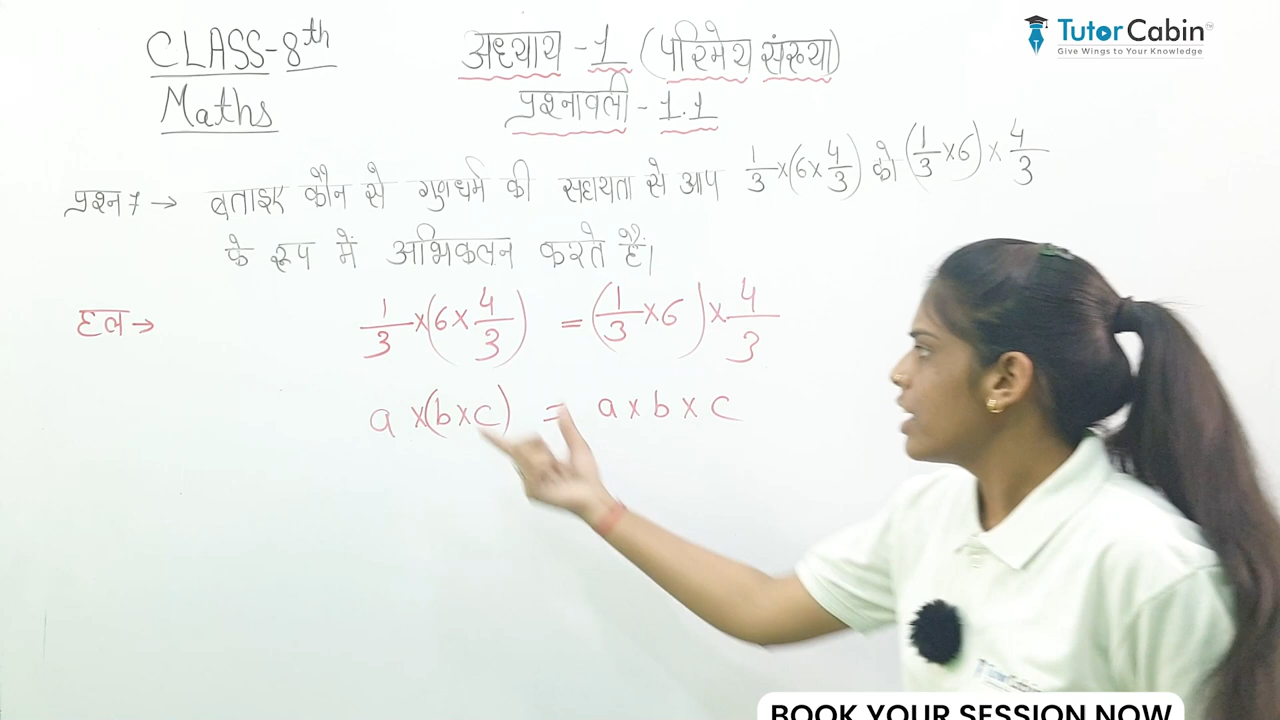 CLASS-8th
अध्याय -1 (परिमेय संख्या)
Tutor Cabin™
Give Wings to Your Knowledge
Maths
प्रश्नावली - 1.1
प्रश्न 7 → बताइए कौन से गुणधर्म की सहायता से आप 1/3 × (6 × 4/3) को (1/3 × 6) × 4/3
के रूप में अभिकलन करते हैं।
हल → 1/3 × (6 × 4/3) = (1/3 × 6) × 4/3
a × (b × c) = a × b × c
BOOK YOUR SESSION NOW